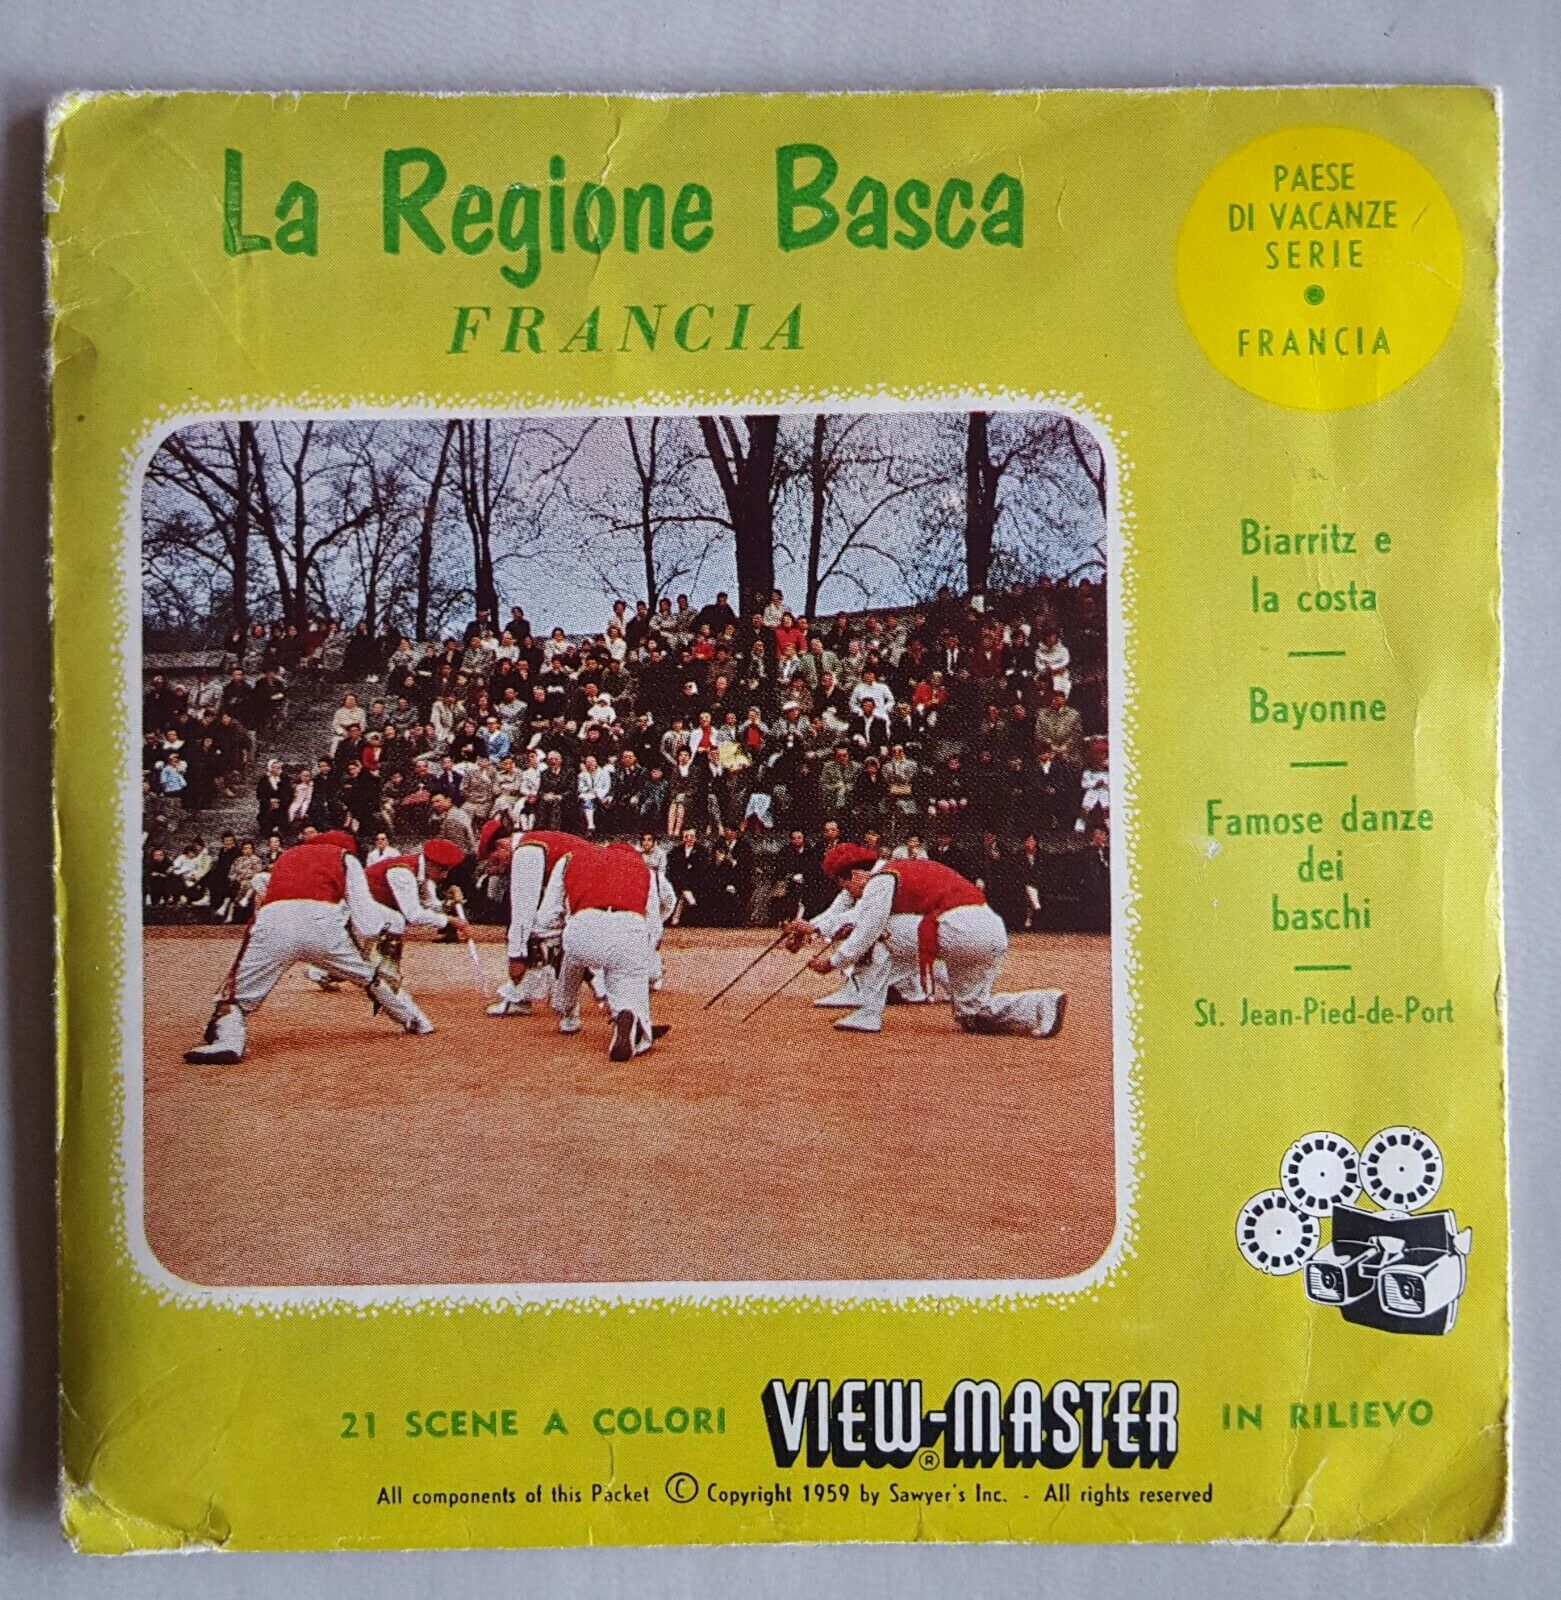 La Regione Basca
FRANCIA
PAESE
DI VACANZE
SERIE
•
FRANCIA
Biarritz e
la costa
—
Bayonne
—
Famose danze
dei
baschi
—
St. Jean-Pied-de-Port
21 SCENE A COLORI VIEW-MASTER® IN RILIEVO
All components of this Packet © Copyright 1959 by Sawyer's Inc. - All rights reserved